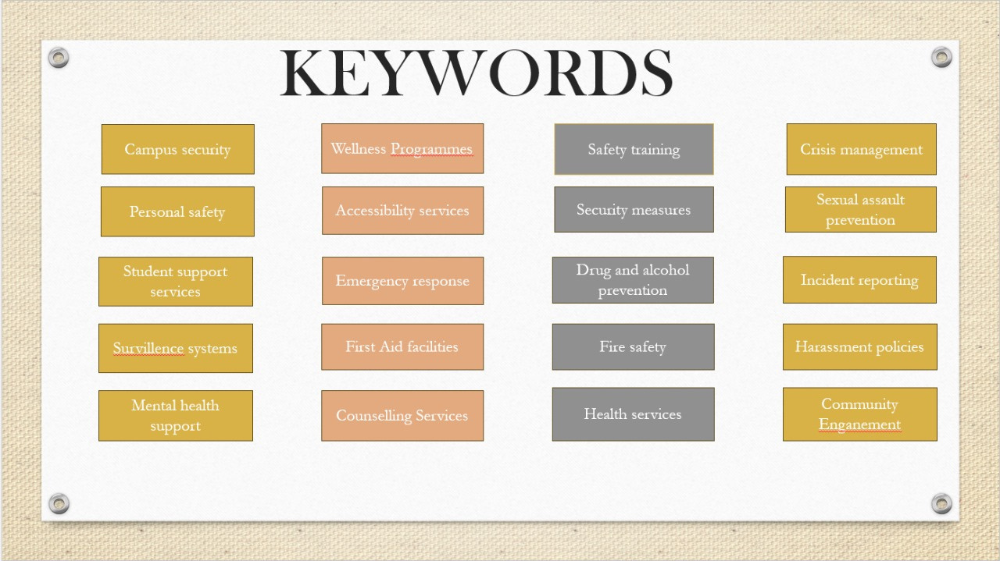 KEYWORDS
Campus security
Wellness Programmes
Safety training
Crisis management
Personal safety
Accessibility services
Security measures
Sexual assault
prevention
Student support
services
Emergency response
Drug and alcohol
prevention
Incident reporting
Survillence systems
First Aid facilities
Fire safety
Harassment policies
Mental health
support
Counselling Services
Health services
Community
Enganement